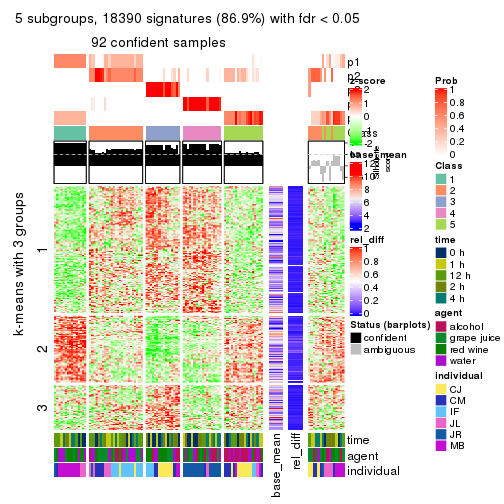 5 subgroups, 18390 signatures (86.9%) with fdr < 0.05
92 confident samples
p1
p2
z-score
2
1
0
-1
-2
base_mean
12
10
8
6
4
2
rel_diff
1
0.8
0.6
0.4
0.2
0
Status (barplots)
confident
ambiguous
Prob
1
0.8
0.6
0.4
0.2
0
Class
1
2
3
4
5
time
0 h
1 h
12 h
2 h
4 h
agent
alcohol
grape juice
red wine
water
individual
CJ
CM
IF
JL
JR
MB
k-means with 3 groups
1
2
3
time
agent
individual
base_mean
rel_diff